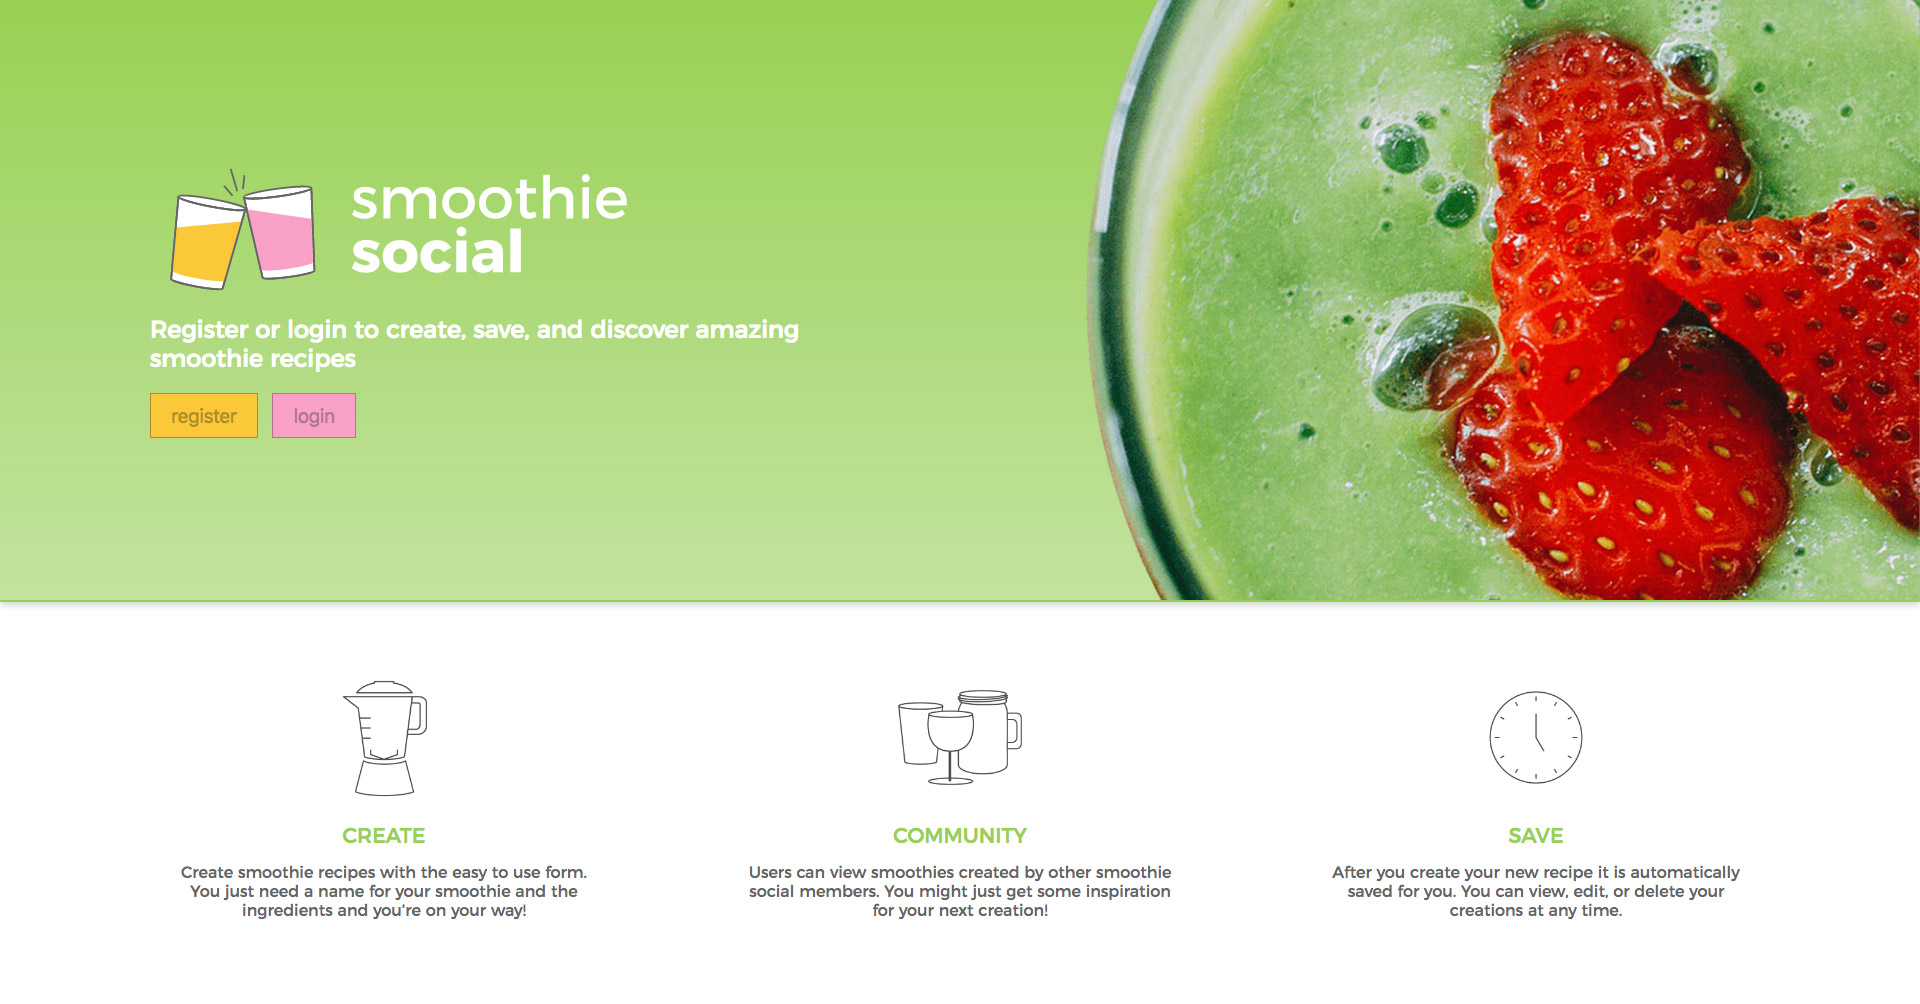 smoothie
social
Register or login to create, save, and discover amazing
smoothie recipes
register
login
CREATE
Create smoothie recipes with the easy to use form.
You just need a name for your smoothie and the
ingredients and you’re on your way!
COMMUNITY
Users can view smoothies created by other smoothie
social members. You might just get some inspiration
for your next creation!
SAVE
After you create your new recipe it is automatically
saved for you. You can view, edit, or delete your
creations at any time.